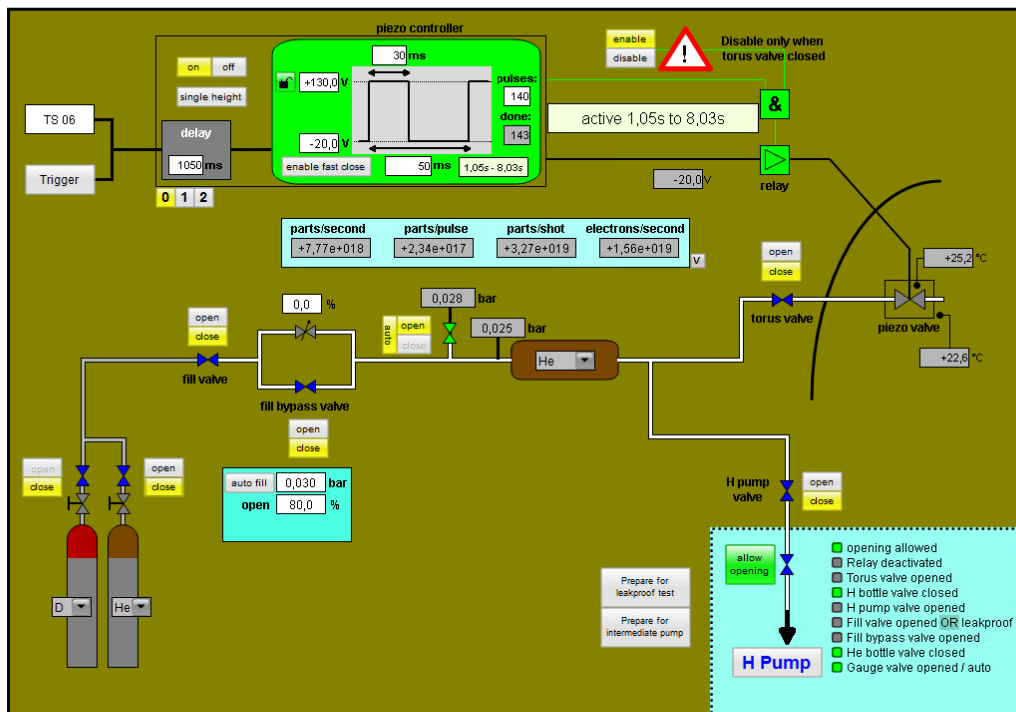 piezo controller
30 ms
on off
single height
+130,0 V
-20,0 V
pulses:
140
done:
143
enable fast close
50 ms
1,05s - 8,03s
TS 06
Trigger
delay
1050 ms
0 1 2
enable
disable
!
Disable only when
torus valve closed
&
active 1,05s to 8,03s
relay
-20,0 V
parts/second parts/pulse parts/shot electrons/second
+7,77e+018 +2,34e+017 +3,27e+019 +1,56e+019
V
open
close
torus valve
+25,2 °C
piezo valve
+22,6 °C
0,0 %
open
close
fill valve
fill bypass valve
open
close
auto
open
close
0,028 bar
0,025 bar
He
open
close
open
close
auto fill 0,030 bar
open 80,0 %
D
He
H pump
valve
open
close
Prepare for
leakproof test
Prepare for
intermediate pump
allow
opening
H Pump
opening allowed
Relay deactivated
Torus valve opened
H bottle valve closed
H pump valve opened
Fill valve opened OR leakproof
Fill bypass valve opened
He bottle valve closed
Gauge valve opened / auto